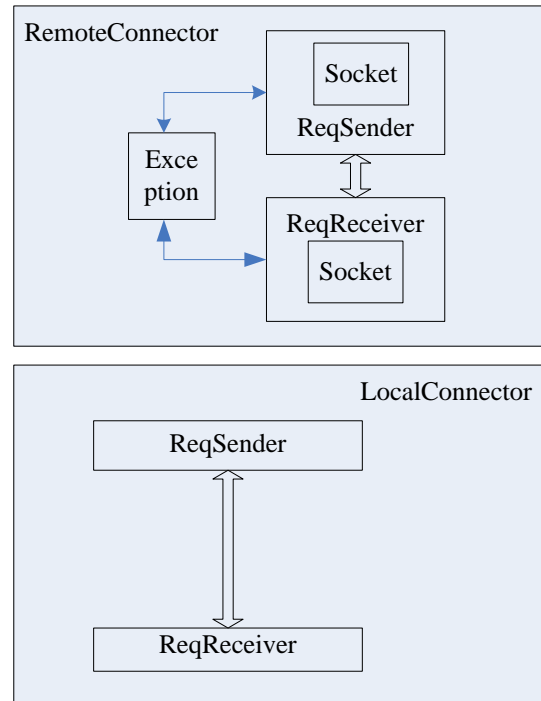 RemoteConnector
Socket
ReqSender
Exce
ption
ReqReceiver
Socket
LocalConnector
ReqSender
ReqReceiver